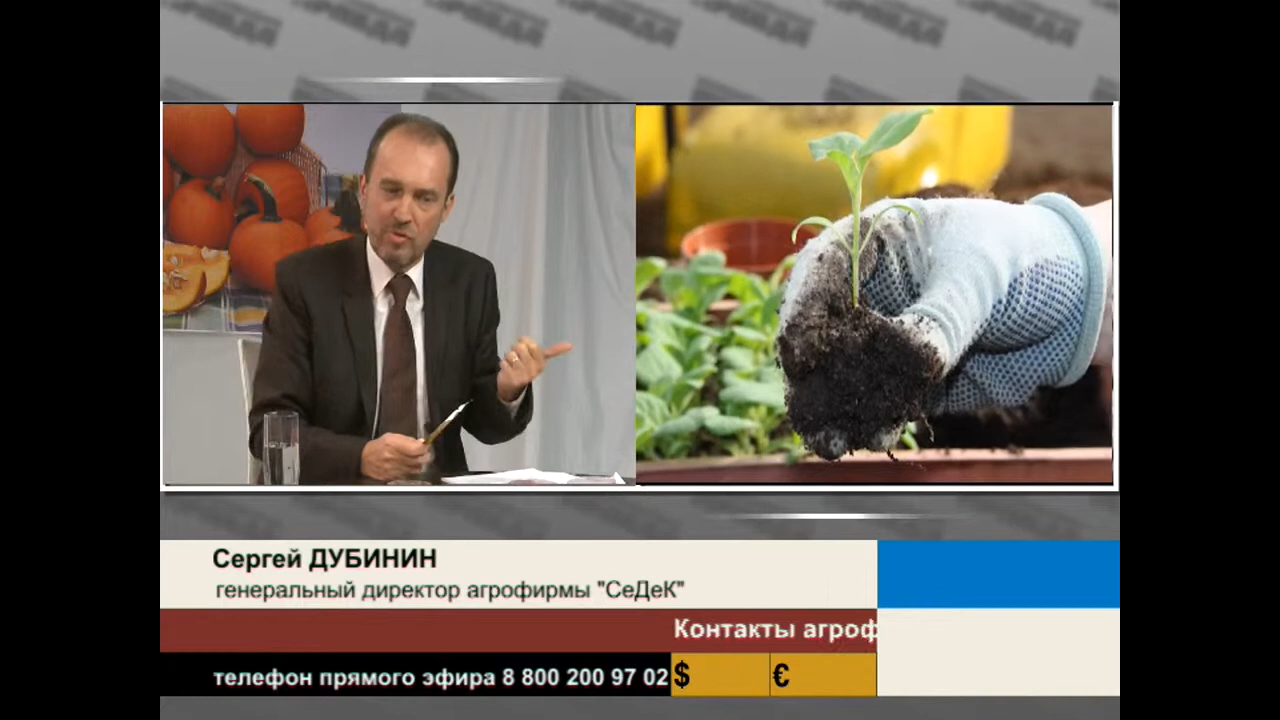 Сергей ДУБИНИН
генеральный директор агрофирмы "СеДеК"
Контакты агроф
телефон прямого эфира 8 800 200 97 02
$ €